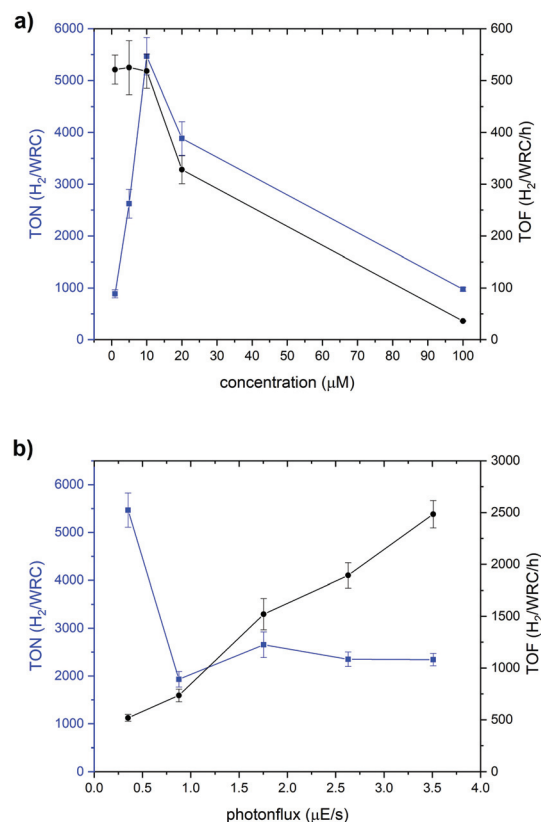 a)
6000
5000
4000
3000
2000
1000
0
TON (H₂/WRC)
600
500
400
300
200
100
0
TOF (H₂/WRC/h)
0 10 20 30 40 50 60 70 80 90 100
concentration (μM)
b)
6000
5000
4000
3000
2000
1000
0
TON (H₂/WRC)
3000
2500
2000
1500
1000
500
0
TOF (H₂/WRC/h)
0.0 0.5 1.0 1.5 2.0 2.5 3.0 3.5 4.0
photonflux (μE/s)